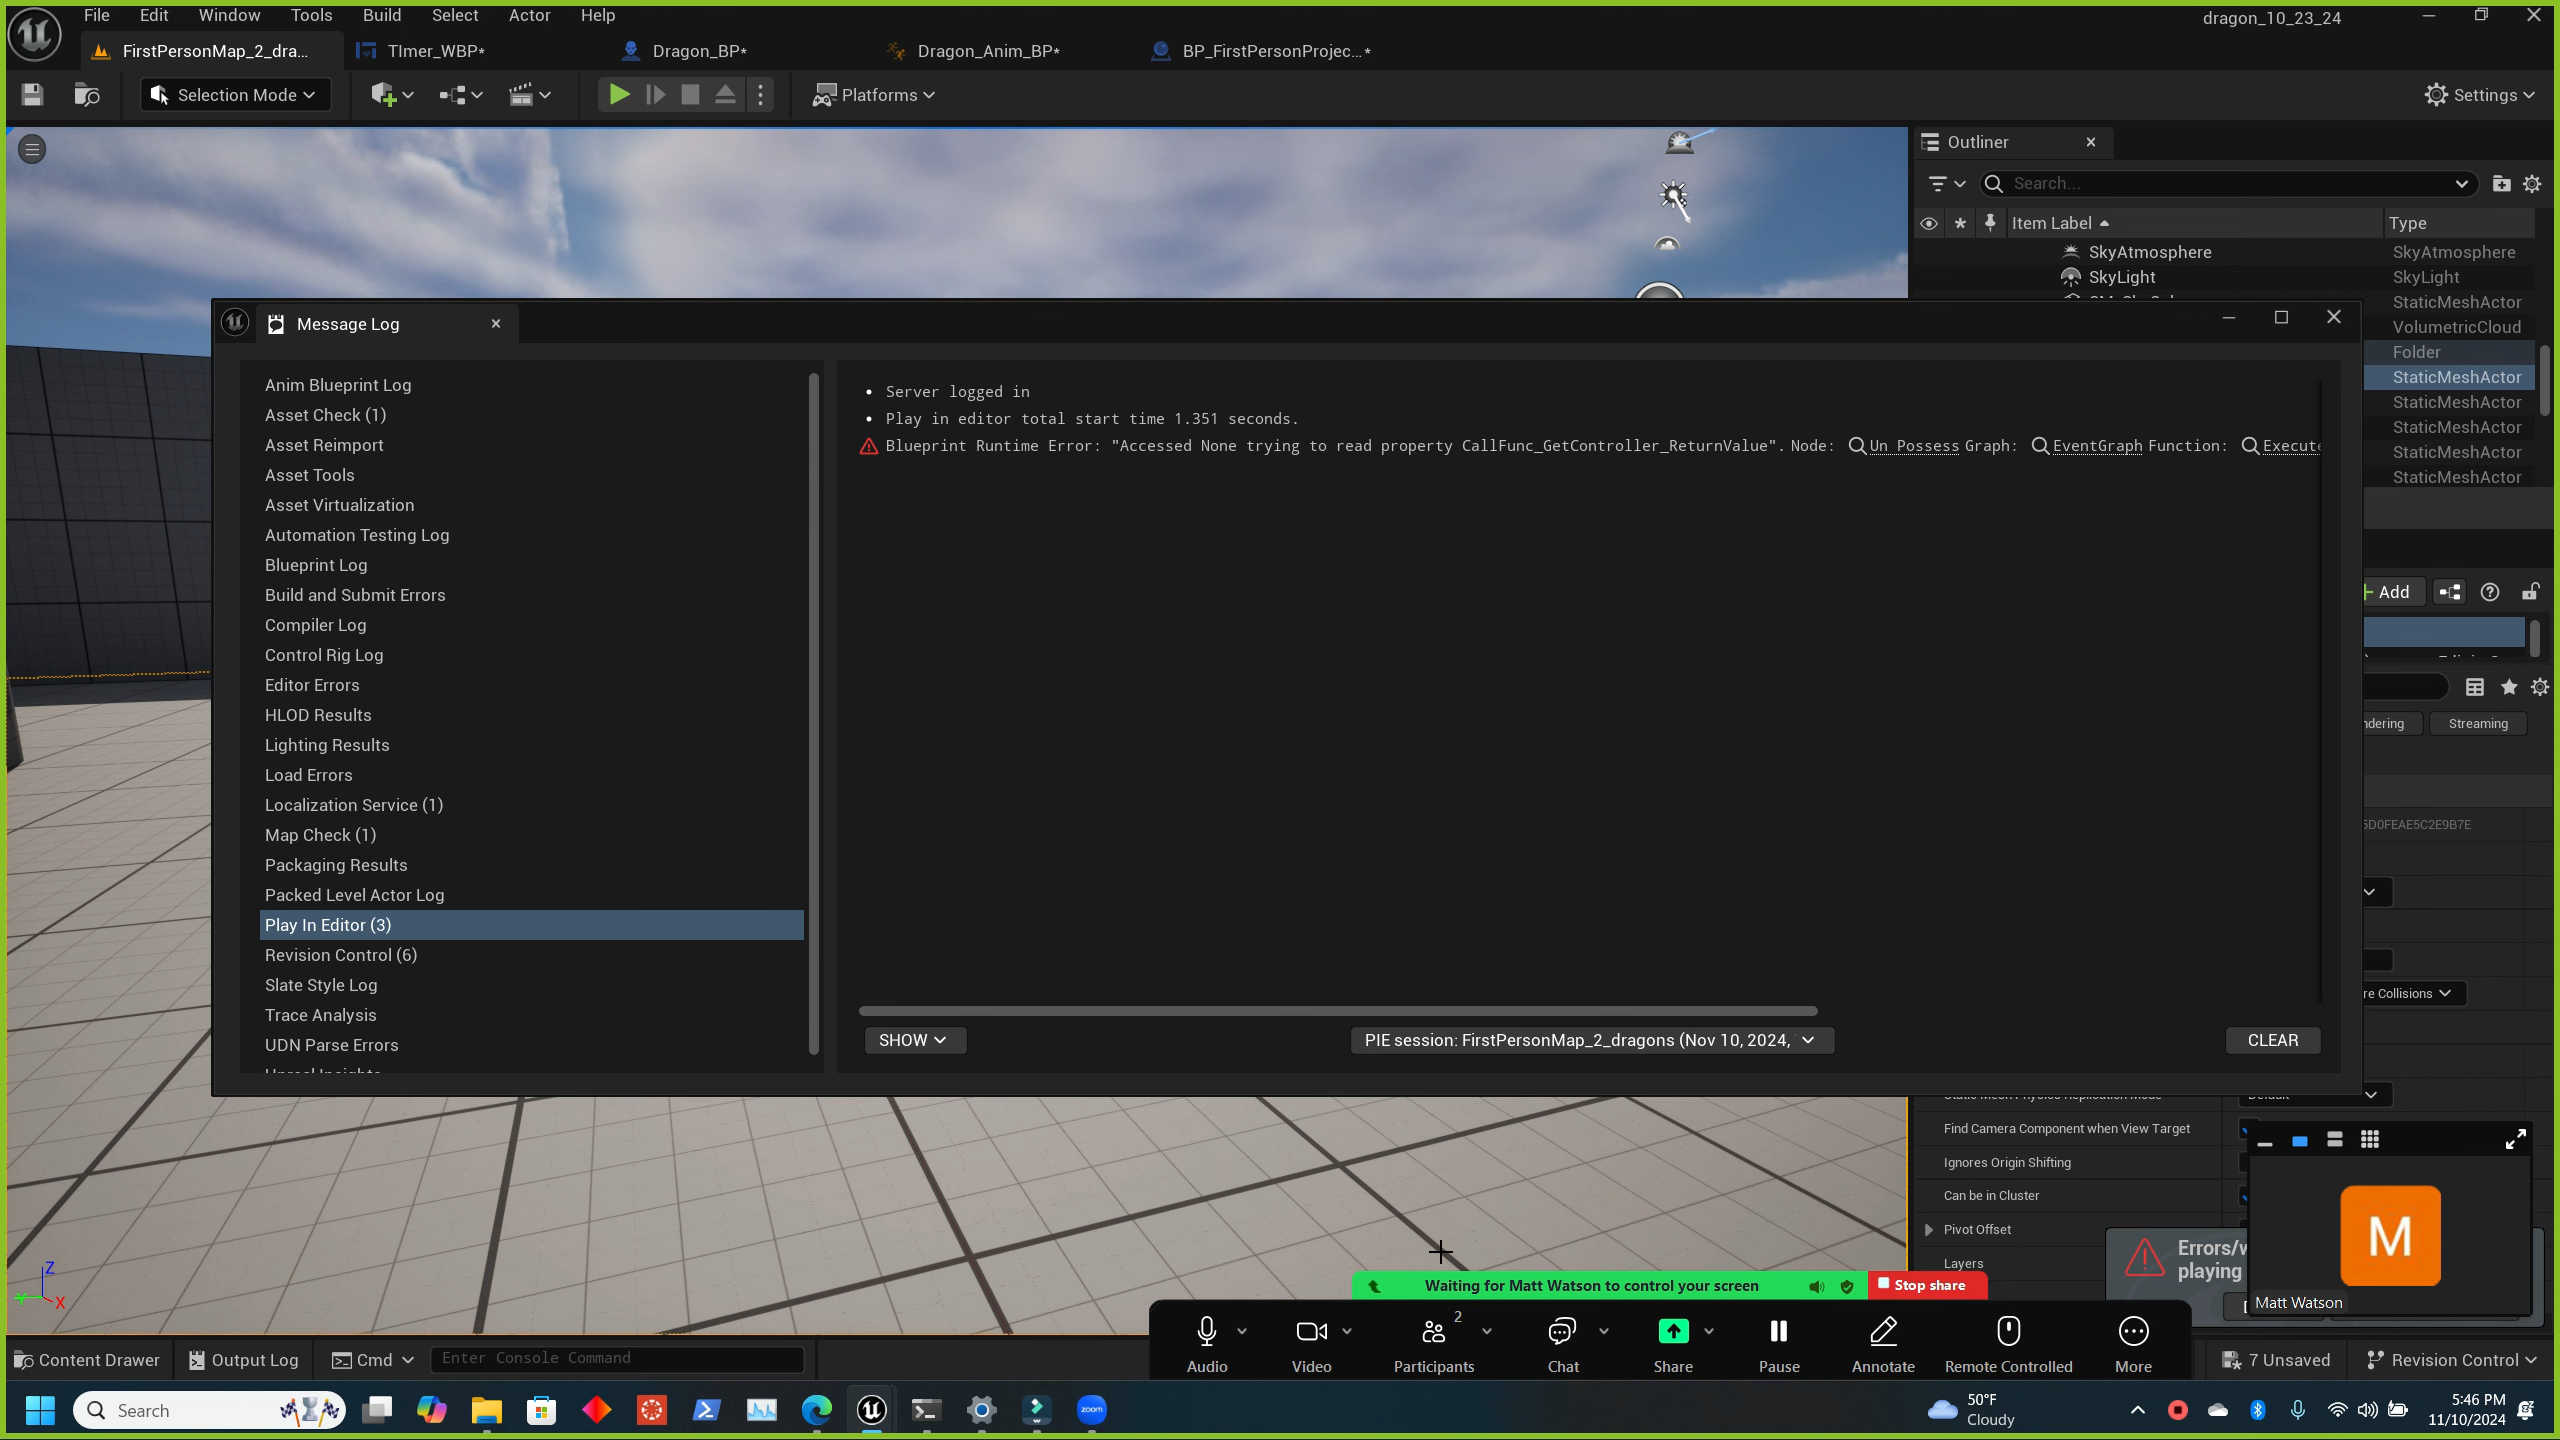 File Edit Window Tools Build Select Actor Help
dragon_10_23_24
FirstPersonMap_2_dra...
TImer_WBP*
Dragon_BP*
Dragon_Anim_BP*
BP_FirstPersonProjec...*
Selection Mode
Platforms
Settings
Outliner
Search...
Item Label
Type
SkyAtmosphere SkyAtmosphere
SkyLight SkyLight
StaticMeshActor
VolumetricCloud
Folder
StaticMeshActor
StaticMeshActor
StaticMeshActor
StaticMeshActor
StaticMeshActor
Message Log
Anim Blueprint Log
Asset Check (1)
Asset Reimport
Asset Tools
Asset Virtualization
Automation Testing Log
Blueprint Log
Build and Submit Errors
Compiler Log
Control Rig Log
Editor Errors
HLOD Results
Lighting Results
Load Errors
Localization Service (1)
Map Check (1)
Packaging Results
Packed Level Actor Log
Play In Editor (3)
Revision Control (6)
Slate Style Log
Trace Analysis
UDN Parse Errors
Server logged in
Play in editor total start time 1.351 seconds.
Blueprint Runtime Error: "Accessed None trying to read property CallFunc_GetController_ReturnValue". Node: Un Possess Graph: EventGraph Function: Execute
SHOW
PIE session: FirstPersonMap_2_dragons (Nov 10, 2024,
CLEAR
Add
dering
Streaming
5D0FEAE5C2E9B7E
re Collisions
Find Camera Component when View Target
Ignores Origin Shifting
Can be in Cluster
Pivot Offset
Layers
Errors/w
playing
M
Matt Watson
Waiting for Matt Watson to control your screen
Stop share
2
Audio
Video
Participants
Chat
Share
Pause
Annotate
Remote Controlled
More
Z
Y
X
Content Drawer
Output Log
Cmd
Enter Console Command
7 Unsaved
Revision Control
Search
zoom
50°F
Cloudy
5:46 PM
11/10/2024